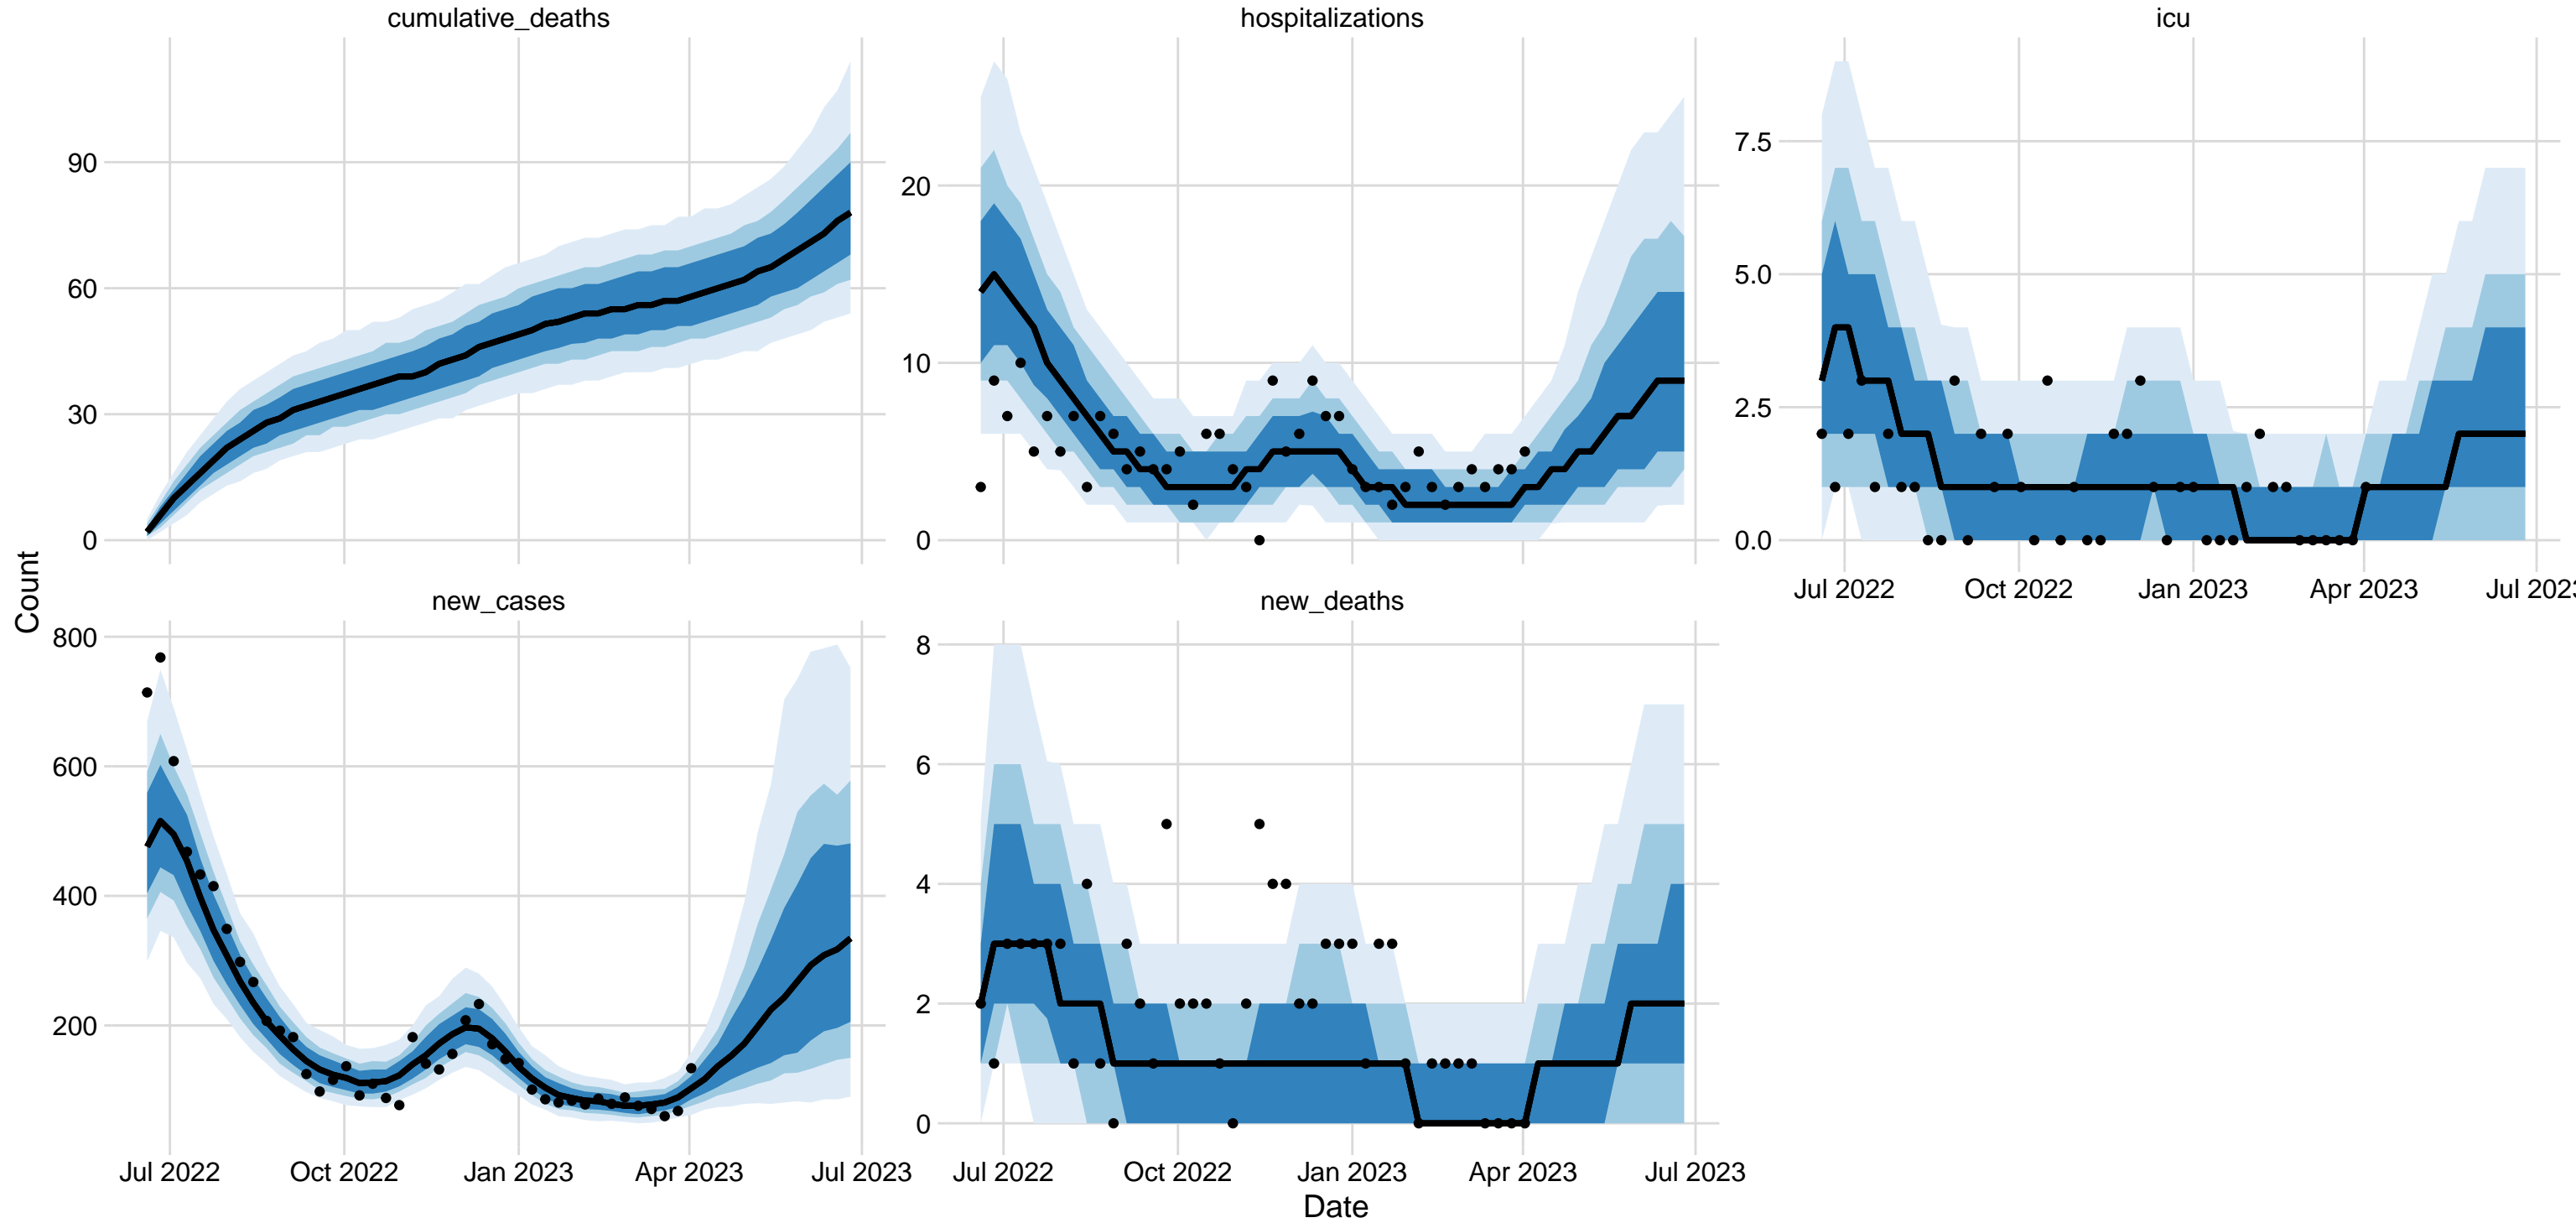 cumulative_deaths
hospitalizations
icu
90
60
30
0
20
10
0
7.5
5.0
2.5
0.0
Jul 2022 Oct 2022 Jan 2023 Apr 2023 Jul 202
Count
new_cases
new_deaths
800
600
400
200
8
6
4
2
0
Jul 2022 Oct 2022 Jan 2023 Apr 2023 Jul 2023
Jul 2022 Oct 2022 Jan 2023 Apr 2023 Jul 2023
Date